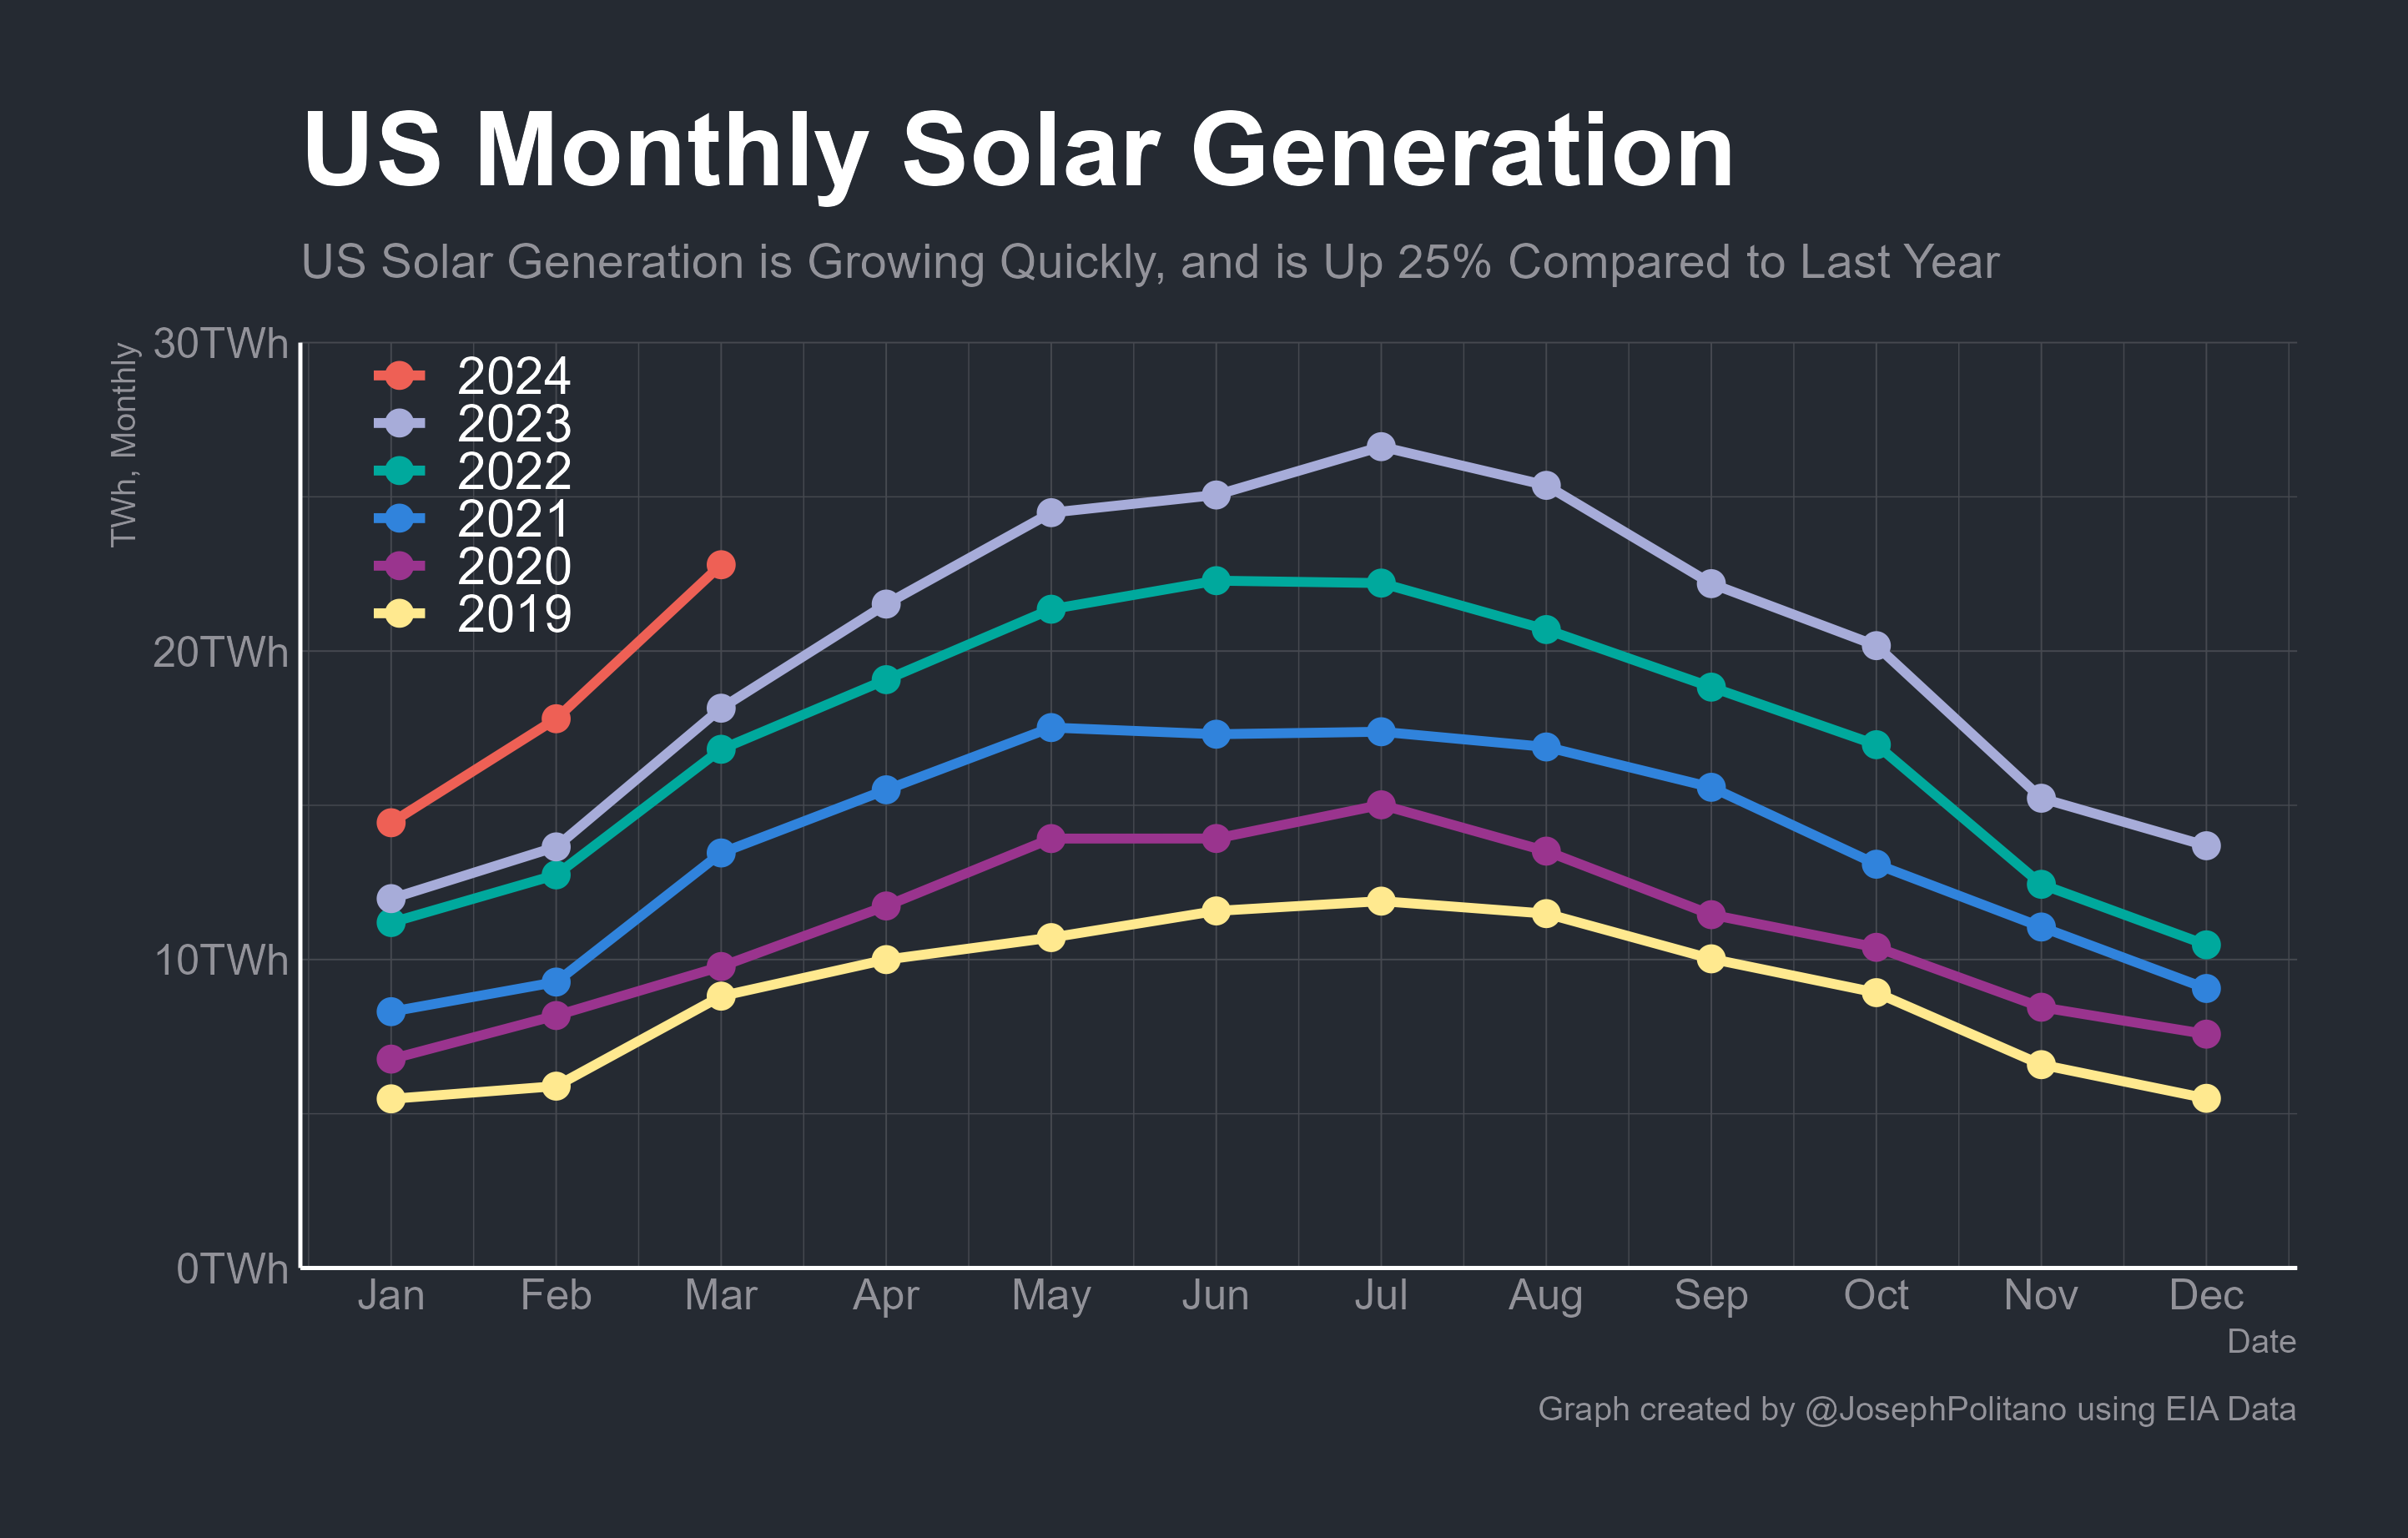 US Monthly Solar Generation
US Solar Generation is Growing Quickly, and is Up 25% Compared to Last Year
TWh, Monthly
30TWh
20TWh
10TWh
0TWh
2024
2023
2022
2021
2020
2019
Jan Feb Mar Apr May Jun Jul Aug Sep Oct Nov Dec
Date
Graph created by @JosephPolitano using EIA Data